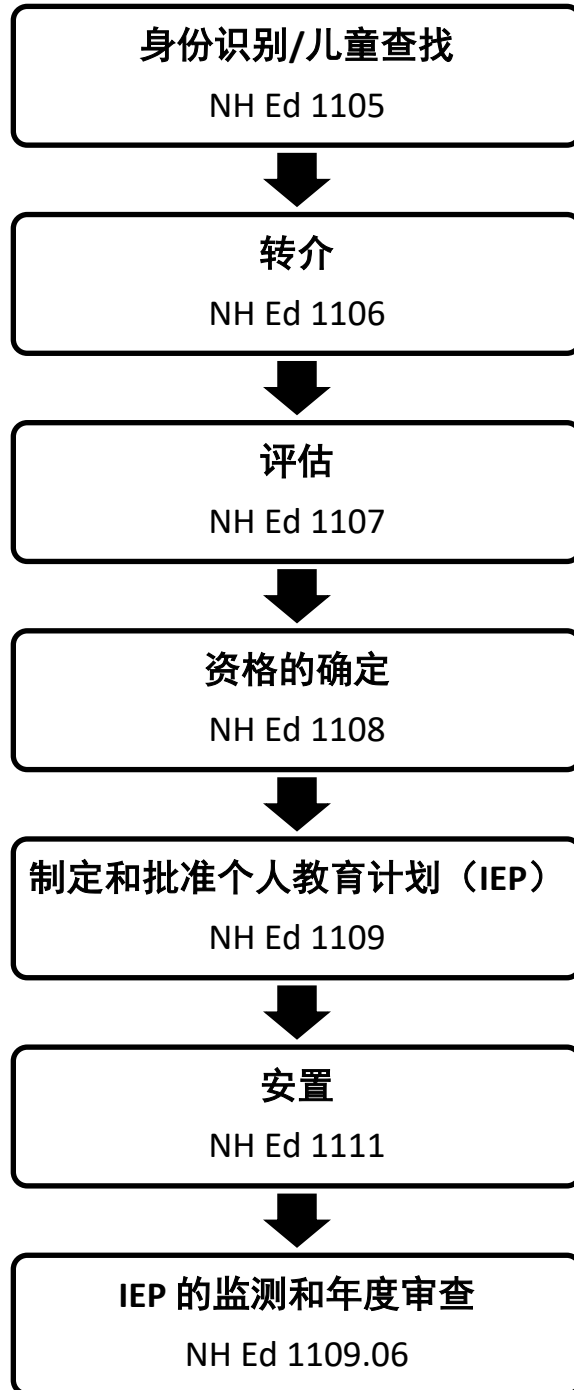 身份识别/儿童查找
NH Ed 1105
转介
NH Ed 1106
评估
NH Ed 1107
资格的确定
NH Ed 1108
制定和批准个人教育计划（IEP）
NH Ed 1109
安置
NH Ed 1111
IEP 的监测和年度审查
NH Ed 1109.06